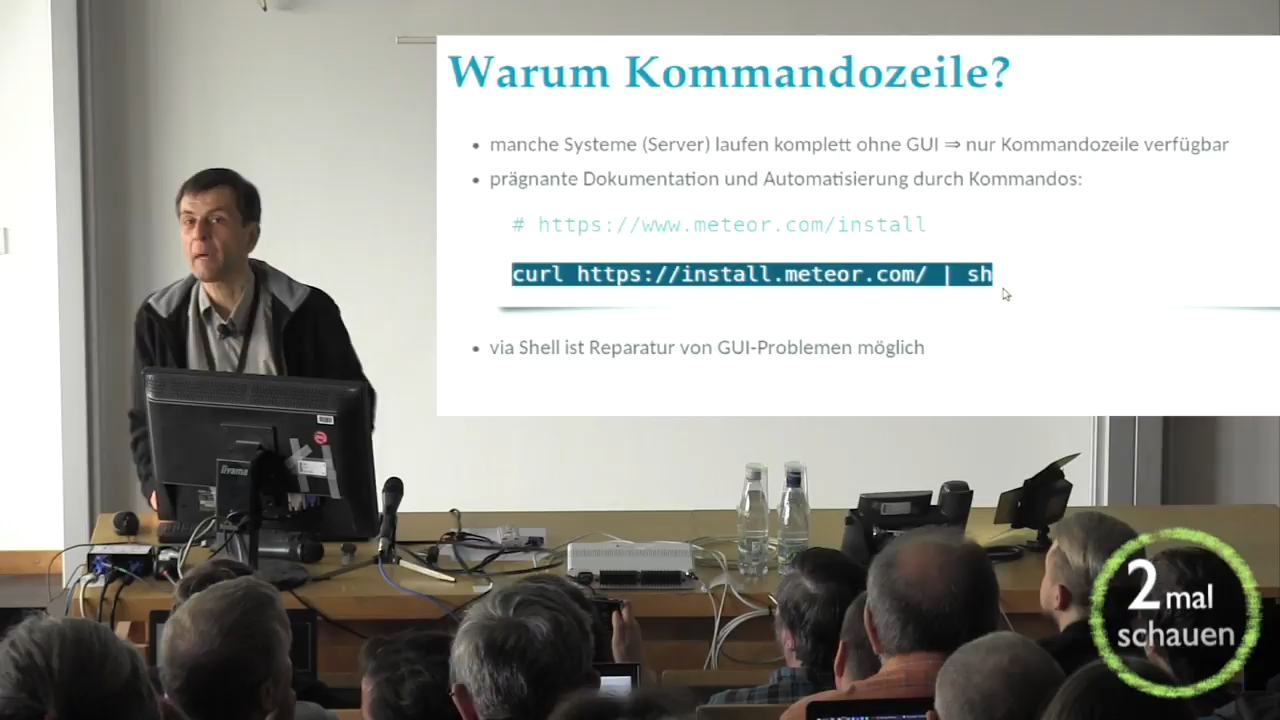 Warum Kommandozeile?
• manche Systeme (Server) laufen komplett ohne GUI ⇒ nur Kommandozeile verfügbar
• prägnante Dokumentation und Automatisierung durch Kommandos:
# https://www.meteor.com/install
curl https://install.meteor.com/ | sh
• via Shell ist Reparatur von GUI-Problemen möglich
iiyama
2 mal
schauen